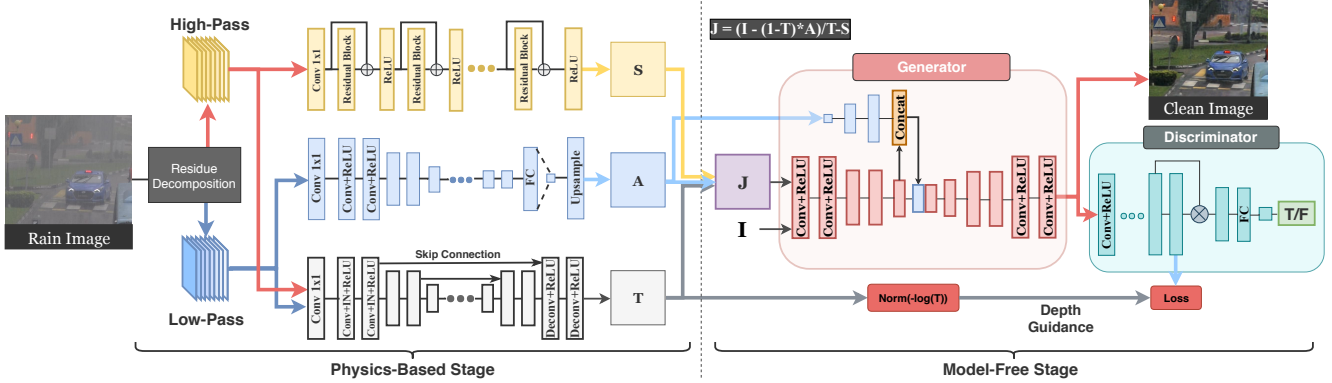 High-Pass
Rain Image
Residue
Decomposition
Low-Pass
Conv 1x1
Residual Block
ReLU
Residual Block
ReLU
Residual Block
ReLU
S
Conv 1x1
Conv+ReLU
Conv+ReLU
FC
Upsample
A
Skip Connection
Conv 1x1
Conv+IN+ReLU
Conv+IN+ReLU
Deconv+ReLU
Deconv+ReLU
T
Physics-Based Stage
J = (I - (1-T)*A)/T-S
Generator
Concat
J
I
Conv+ReLU
Conv+ReLU
Conv+ReLU
Conv+ReLU
Clean Image
Discriminator
Conv+ReLU
FC
T/F
Norm(-log(T))
Depth
Guidance
Loss
Model-Free Stage